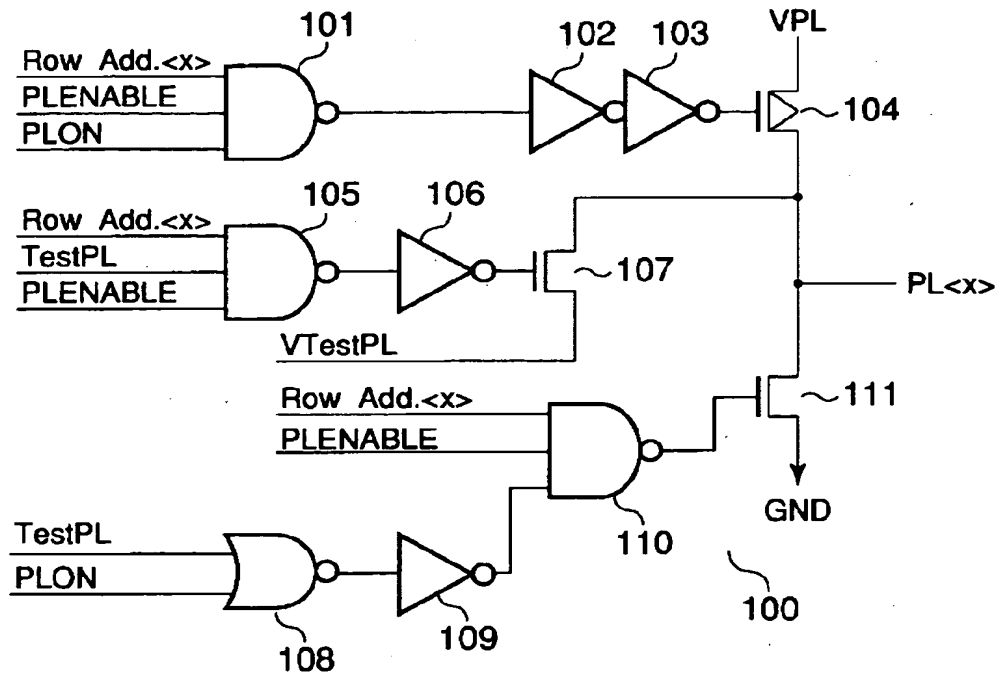 101
102
103
VPL
Row Add.<x>
PLENABLE
PLON
104
Row Add.<x>
TestPL
PLENABLE
105
106
107
PL<x>
VTestPL
Row Add.<x>
PLENABLE
111
GND
110
TestPL
PLON
108
109
100